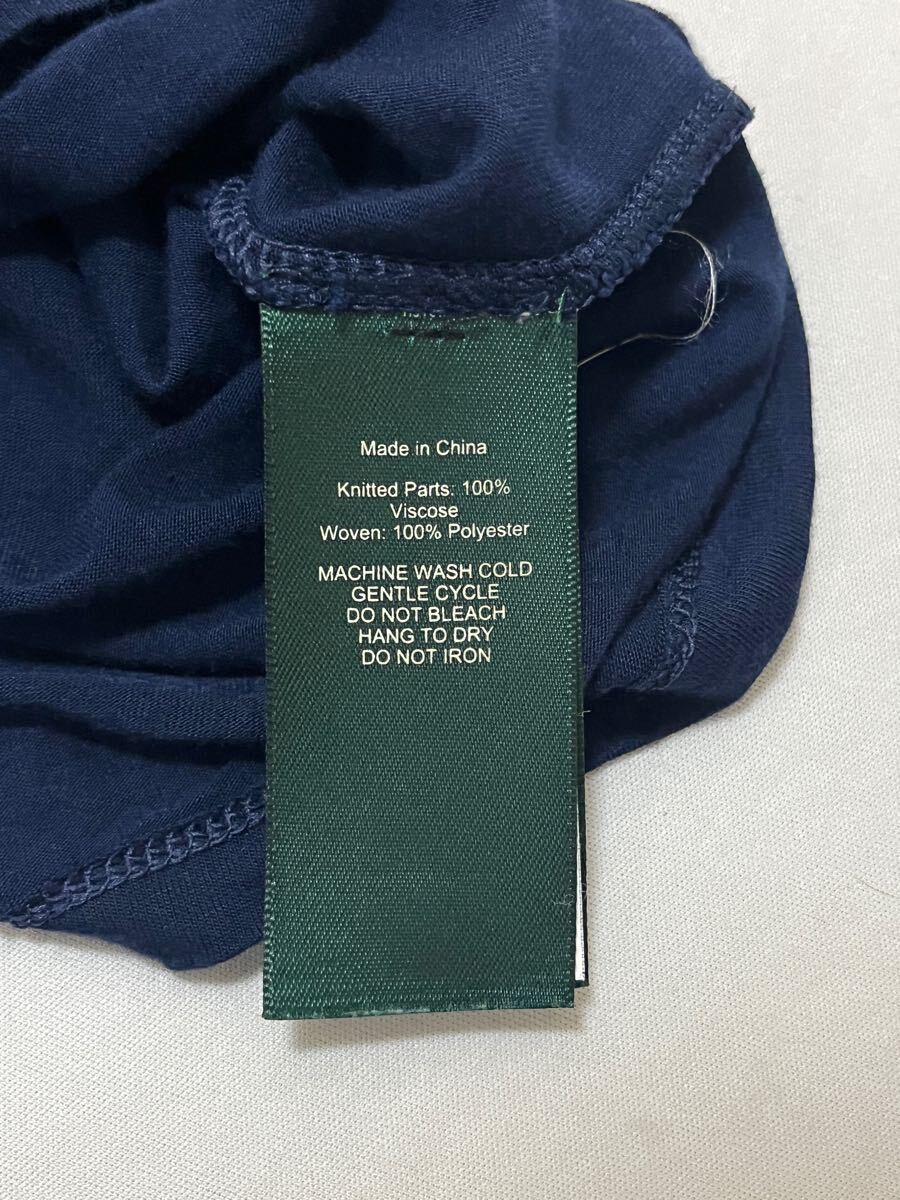 Made in China
Knitted Parts: 100%
Viscose
Woven: 100% Polyester
MACHINE WASH COLD
GENTLE CYCLE
DO NOT BLEACH
HANG TO DRY
DO NOT IRON